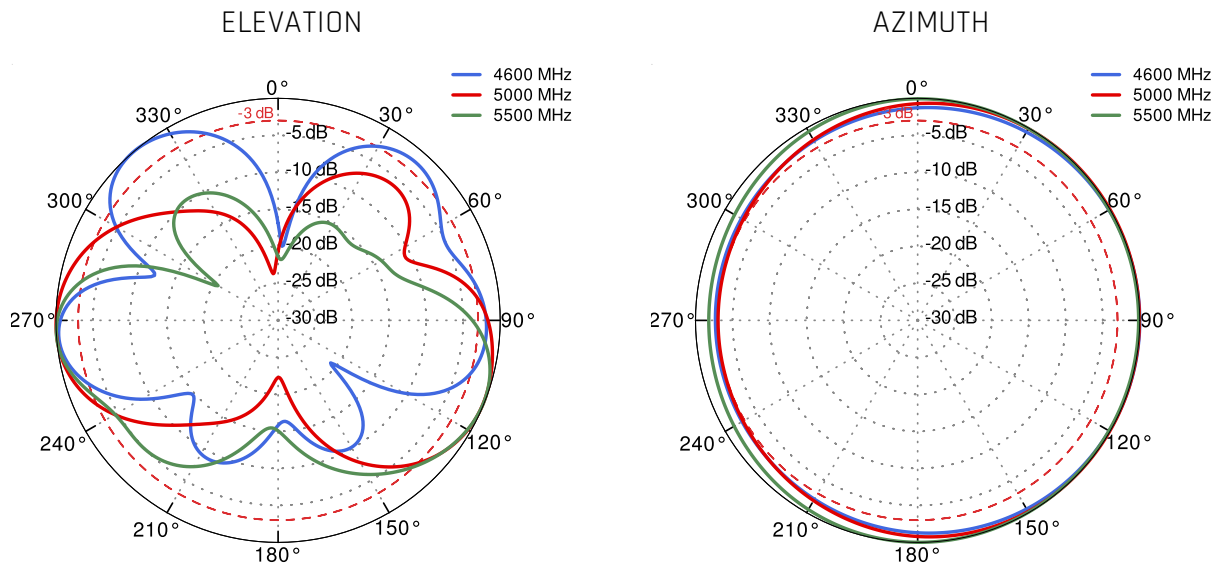 ELEVATION
4600 MHz
5000 MHz
5500 MHz
0°
30°
60°
90°
120°
150°
180°
210°
240°
270°
300°
330°
-3 dB
-5 dB
-10 dB
-15 dB
-20 dB
-25 dB
-30 dB
AZIMUTH
4600 MHz
5000 MHz
5500 MHz
0°
30°
60°
90°
120°
150°
180°
210°
240°
270°
300°
330°
3 dB
-5 dB
-10 dB
-15 dB
-20 dB
-25 dB
-30 dB